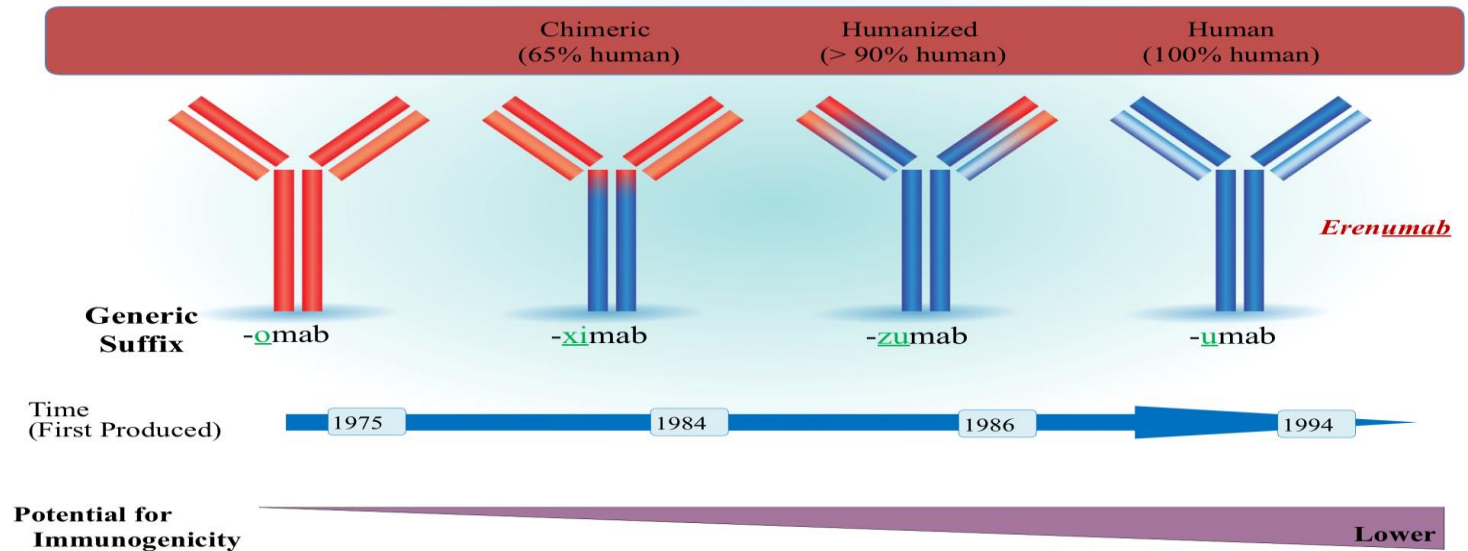 Chimeric
(65% human)
Humanized
(> 90% human)
Human
(100% human)
Erenumab
Generic
Suffix
-omab
-ximab
-zumab
-umab
Time
(First Produced)
1975
1984
1986
1994
Potential for
Immunogenicity
Lower